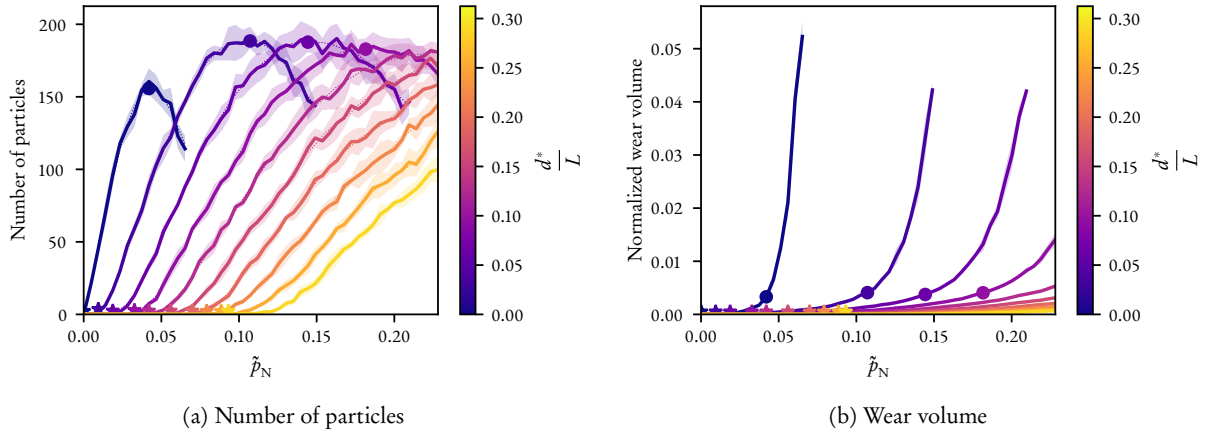 200
150
100
50
0
0.00 0.05 0.10 0.15 0.20
Number of particles
p̃_N
0.30
0.25
0.20
0.15
0.10
0.05
0.00
d*
L
(a) Number of particles
0.05
0.04
0.03
0.02
0.01
0.00
0.00 0.05 0.10 0.15 0.20
Normalized wear volume
p̃_N
0.30
0.25
0.20
0.15
0.10
0.05
0.00
d*
L
(b) Wear volume